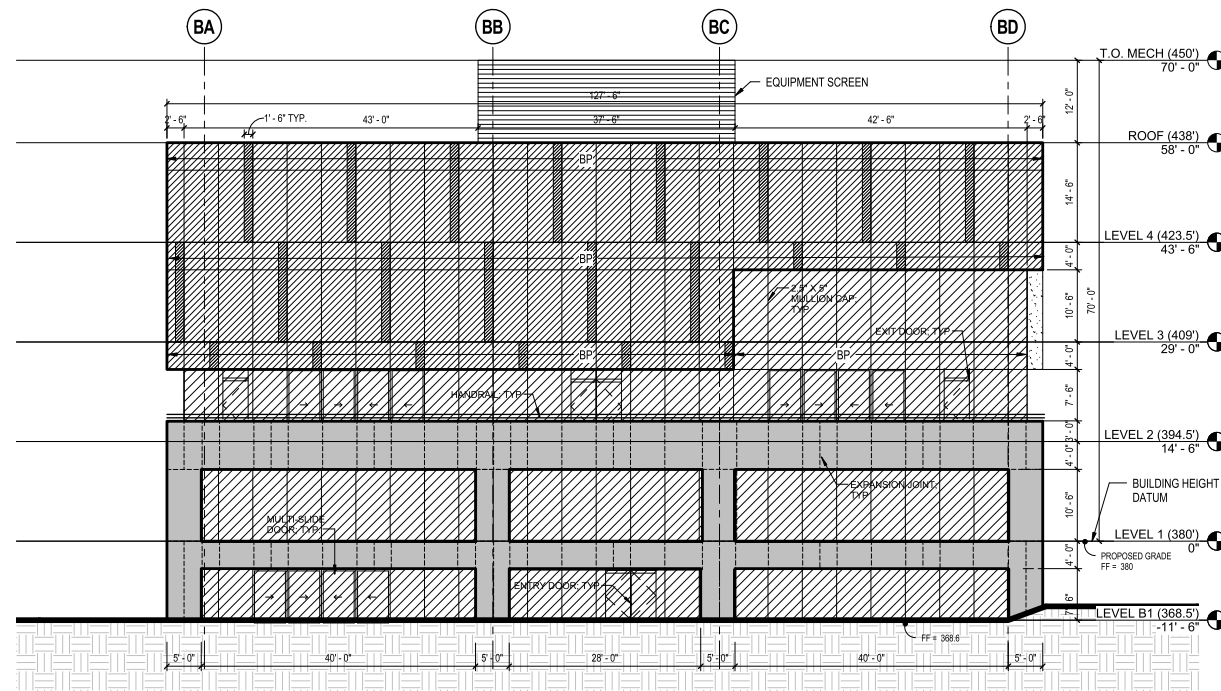 BA
BB
BC
BD
T.O. MECH (450')
70' - 0"
EQUIPMENT SCREEN
127' - 6"
2' - 6"
1' - 6" TYP.
43' - 0"
37' - 6"
42' - 6"
2' - 6"
12' - 0"
ROOF (438')
58' - 0"
BP
14' - 6"
LEVEL 4 (423.5')
43' - 6"
BP
4' - 0"
2.5" X 5"
MULLION CAP;
TYP
10' - 6"
70' - 0"
EXIT DOOR; TYP
LEVEL 3 (409')
29' - 0"
BP
BP
4' - 0"
HANDRAIL; TYP
7' - 6"
3' - 0"
LEVEL 2 (394.5')
14' - 6"
4' - 0"
EXPANSION JOINT;
TYP
BUILDING HEIGHT
DATUM
10' - 6"
MULTI-SLIDE
DOOR; TYP.
LEVEL 1 (380')
0"
PROPOSED GRADE
FF = 380
4' - 0"
ENTRY DOOR; TYP
7' - 6"
LEVEL B1 (368.5')
-11' - 6"
FF = 368.6
5' - 0"
40' - 0"
5' - 0"
28' - 0"
5' - 0"
40' - 0"
5' - 0"